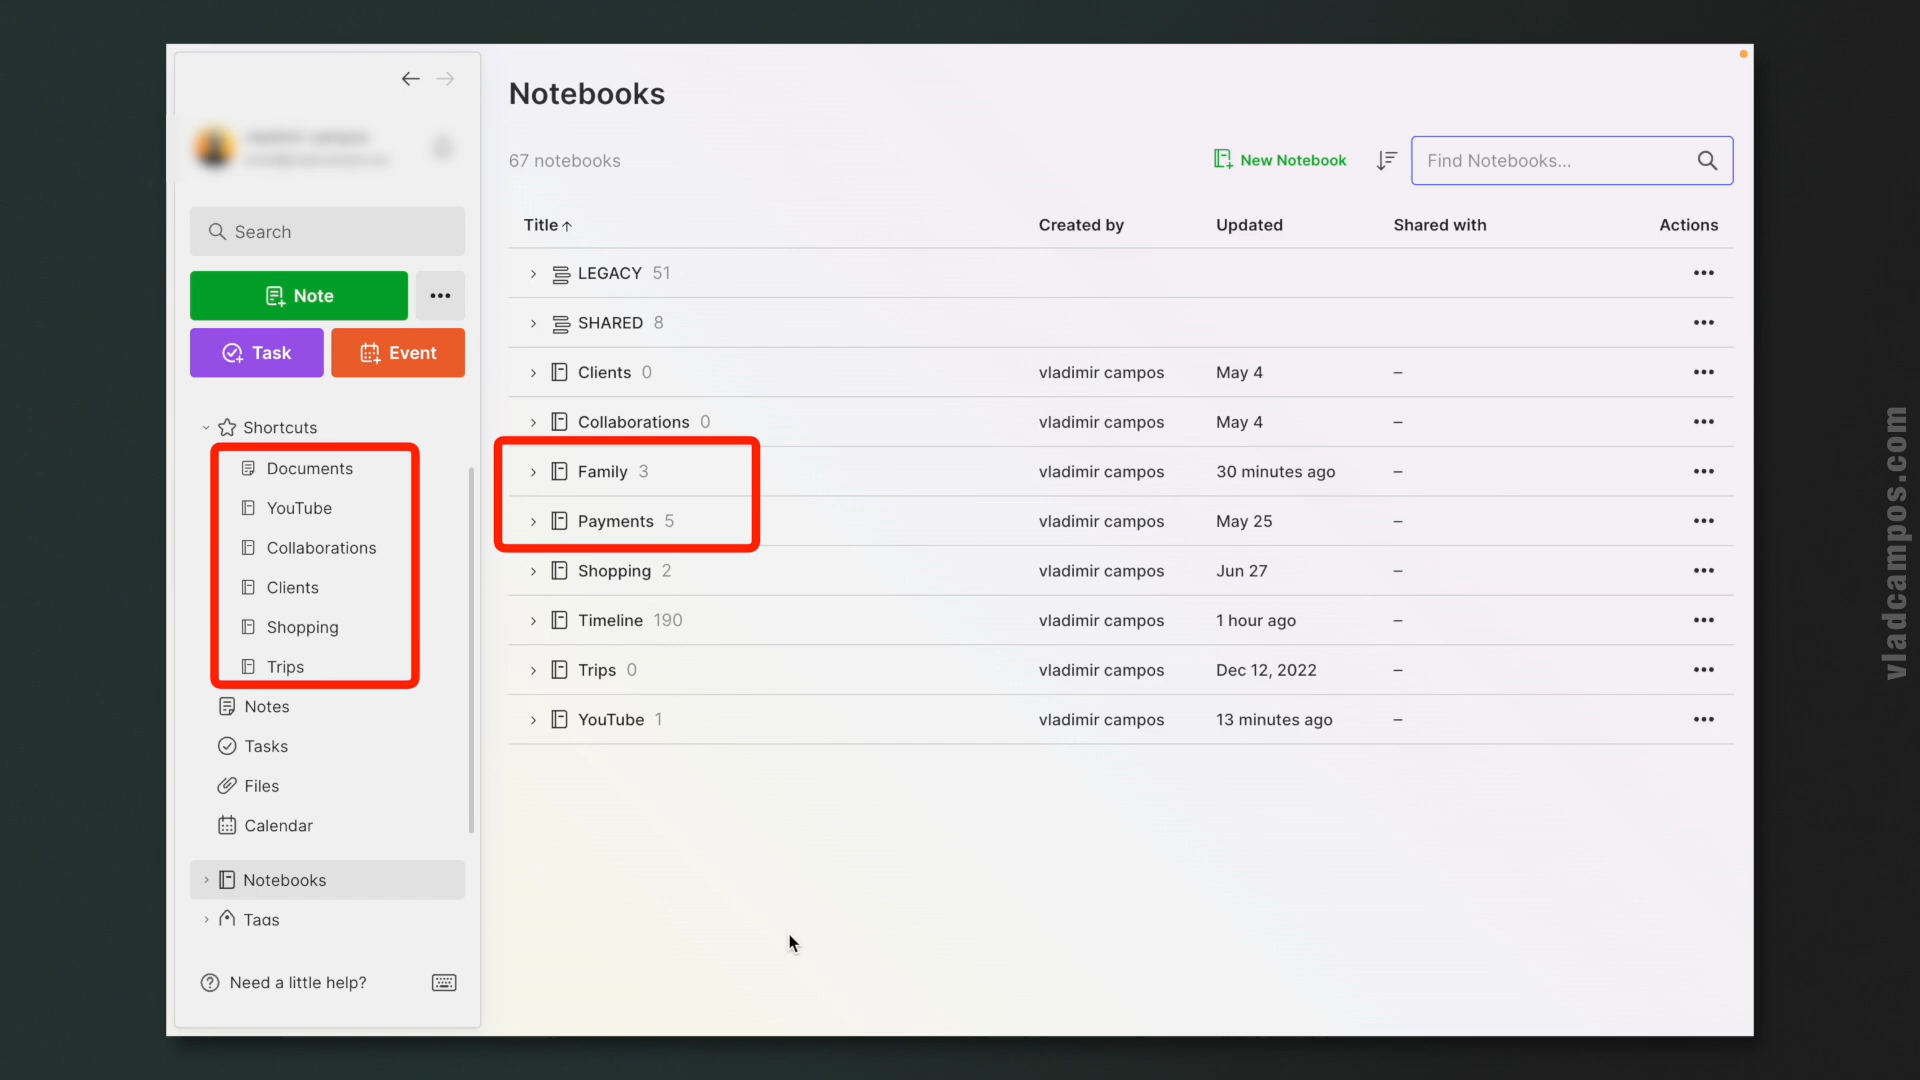 Notebooks
67 notebooks
New Notebook
Find Notebooks...
Title Created by Updated Shared with Actions
LEGACY 51
SHARED 8
Clients 0 vladimir campos May 4 –
Collaborations 0 vladimir campos May 4 –
Family 3 vladimir campos 30 minutes ago –
Payments 5 vladimir campos May 25 –
Shopping 2 vladimir campos Jun 27 –
Timeline 190 vladimir campos 1 hour ago –
Trips 0 vladimir campos Dec 12, 2022 –
YouTube 1 vladimir campos 13 minutes ago –
Search
Note
Task
Event
Shortcuts
Documents
YouTube
Collaborations
Clients
Shopping
Trips
Notes
Tasks
Files
Calendar
Notebooks
Tags
Need a little help?
vladcampos.com